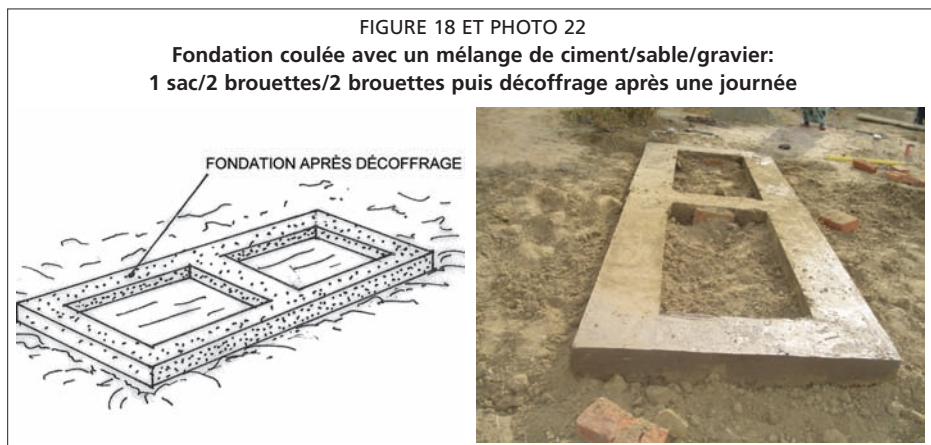 FIGURE 18 ET PHOTO 22
Fondation coulée avec un mélange de ciment/sable/gravier:
1 sac/2 brouettes/2 brouettes puis décoffrage après une journée
FONDATION APRÈS DÉCOFFRAGE